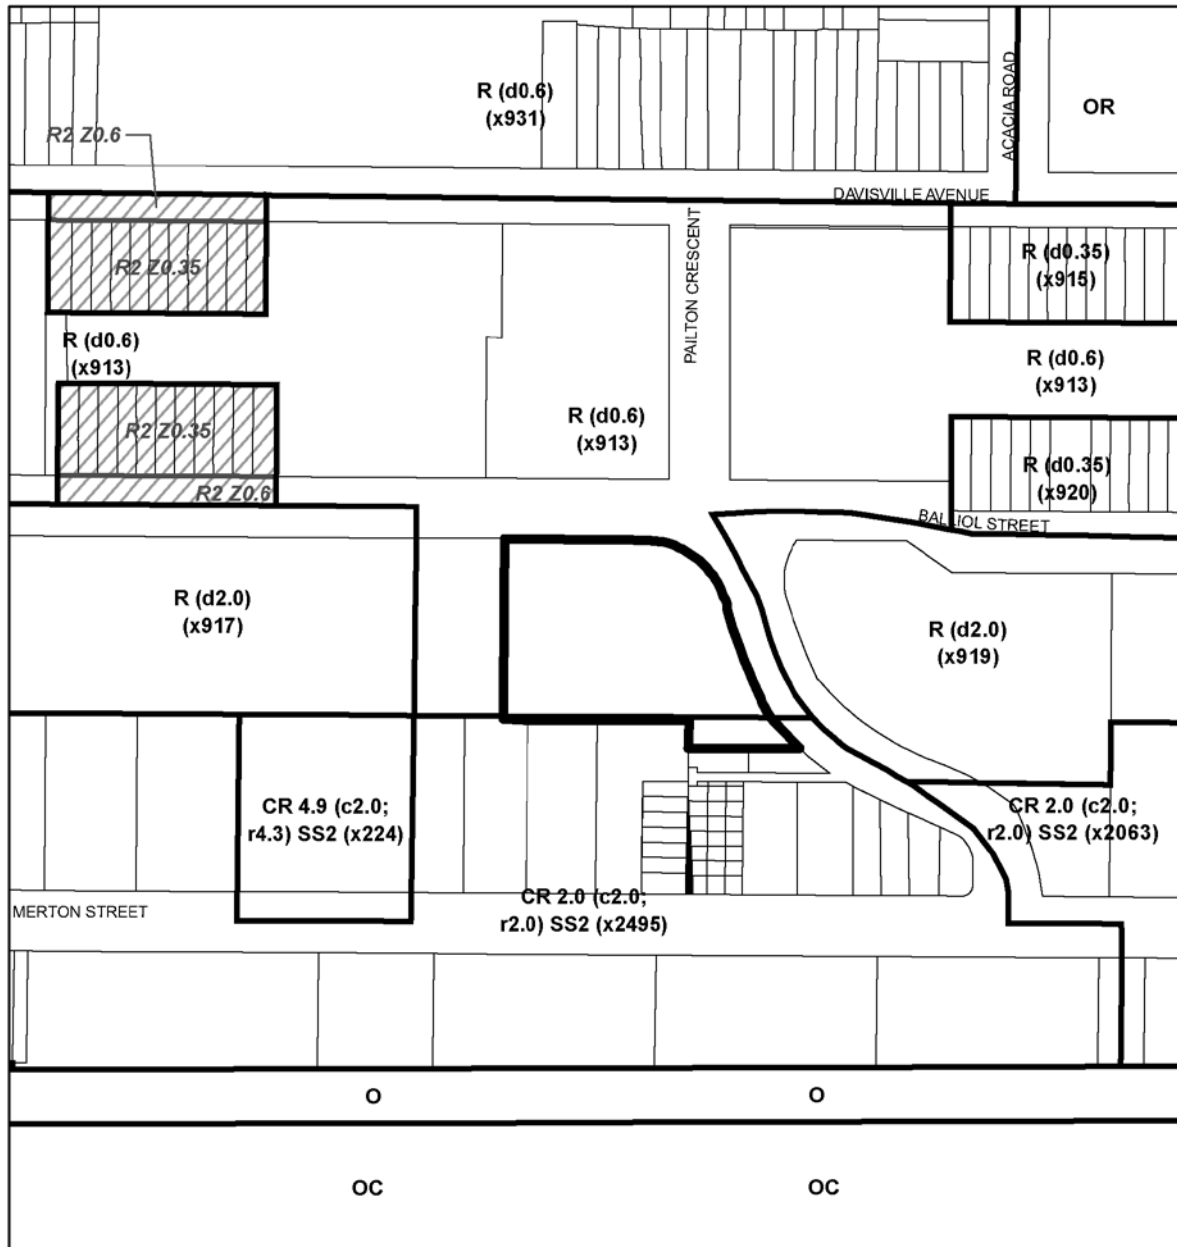 R (d0.6)
(x931)
ACACIA ROAD
OR
R2 Z0.6
DAVISVILLE AVENUE
R2 Z0.35
PAILTON CRESCENT
R (d0.35)
(x915)
R (d0.6)
(x913)
R (d0.6)
(x913)
R (d0.6)
(x913)
R2 Z0.35
R2 Z0.6
R (d0.35)
(x920)
BALLIOL STREET
R (d2.0)
(x917)
R (d2.0)
(x919)
CR 4.9 (c2.0;
r4.3) SS2 (x224)
CR 2.0 (c2.0;
r2.0) SS2 (x2063)
MERTON STREET
CR 2.0 (c2.0;
r2.0) SS2 (x2495)
O
O
OC
OC